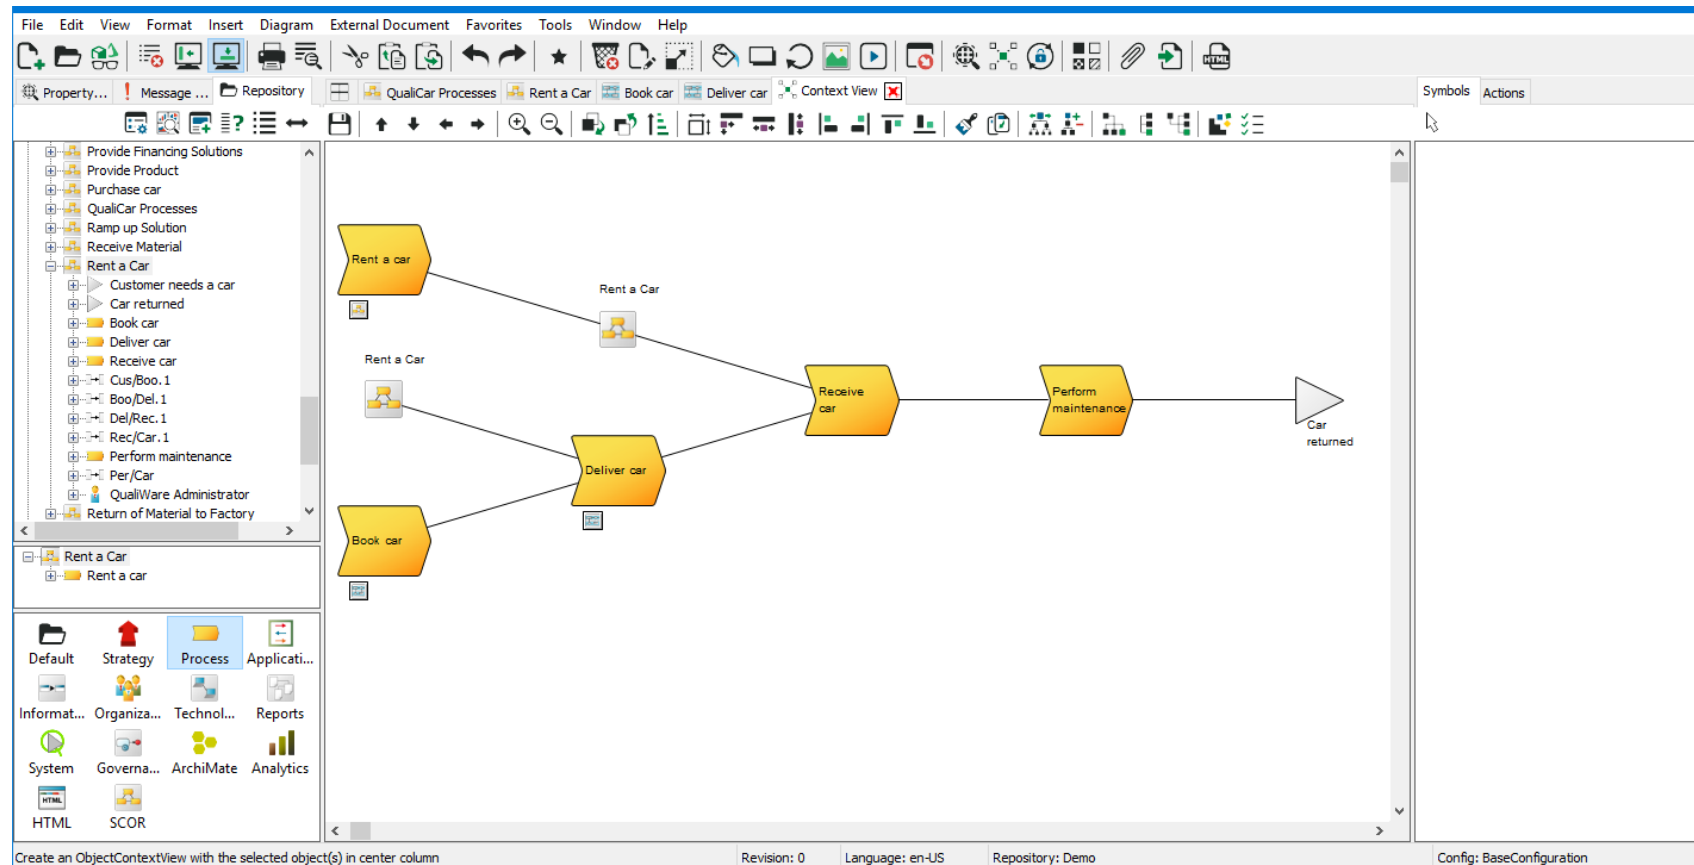 File Edit View Format Insert Diagram External Document Favorites Tools Window Help
HTML
Property... Message ... Repository QualiCar Processes Rent a Car Book car Deliver car Context View Symbols Actions
Provide Financing Solutions
Provide Product
Purchase car
QualiCar Processes
Ramp up Solution
Receive Material
Rent a Car
Customer needs a car
Car returned
Book car
Deliver car
Receive car
Cus/Boo.1
Boo/Del.1
Del/Rec.1
Rec/Car.1
Perform maintenance
Per/Car
QualiWare Administrator
Return of Material to Factory
Rent a Car
Rent a car
Default Strategy Process Applicati...
Informat... Organiza... Technol... Reports
System Governa... ArchiMate Analytics
HTML
HTML SCOR
Rent a car
Rent a Car
Rent a Car
Receive
car
Perform
maintenance
Car
returned
Deliver car
Book car
Create an ObjectContextView with the selected object(s) in center column Revision: 0 Language: en-US Repository: Demo Config: BaseConfiguration